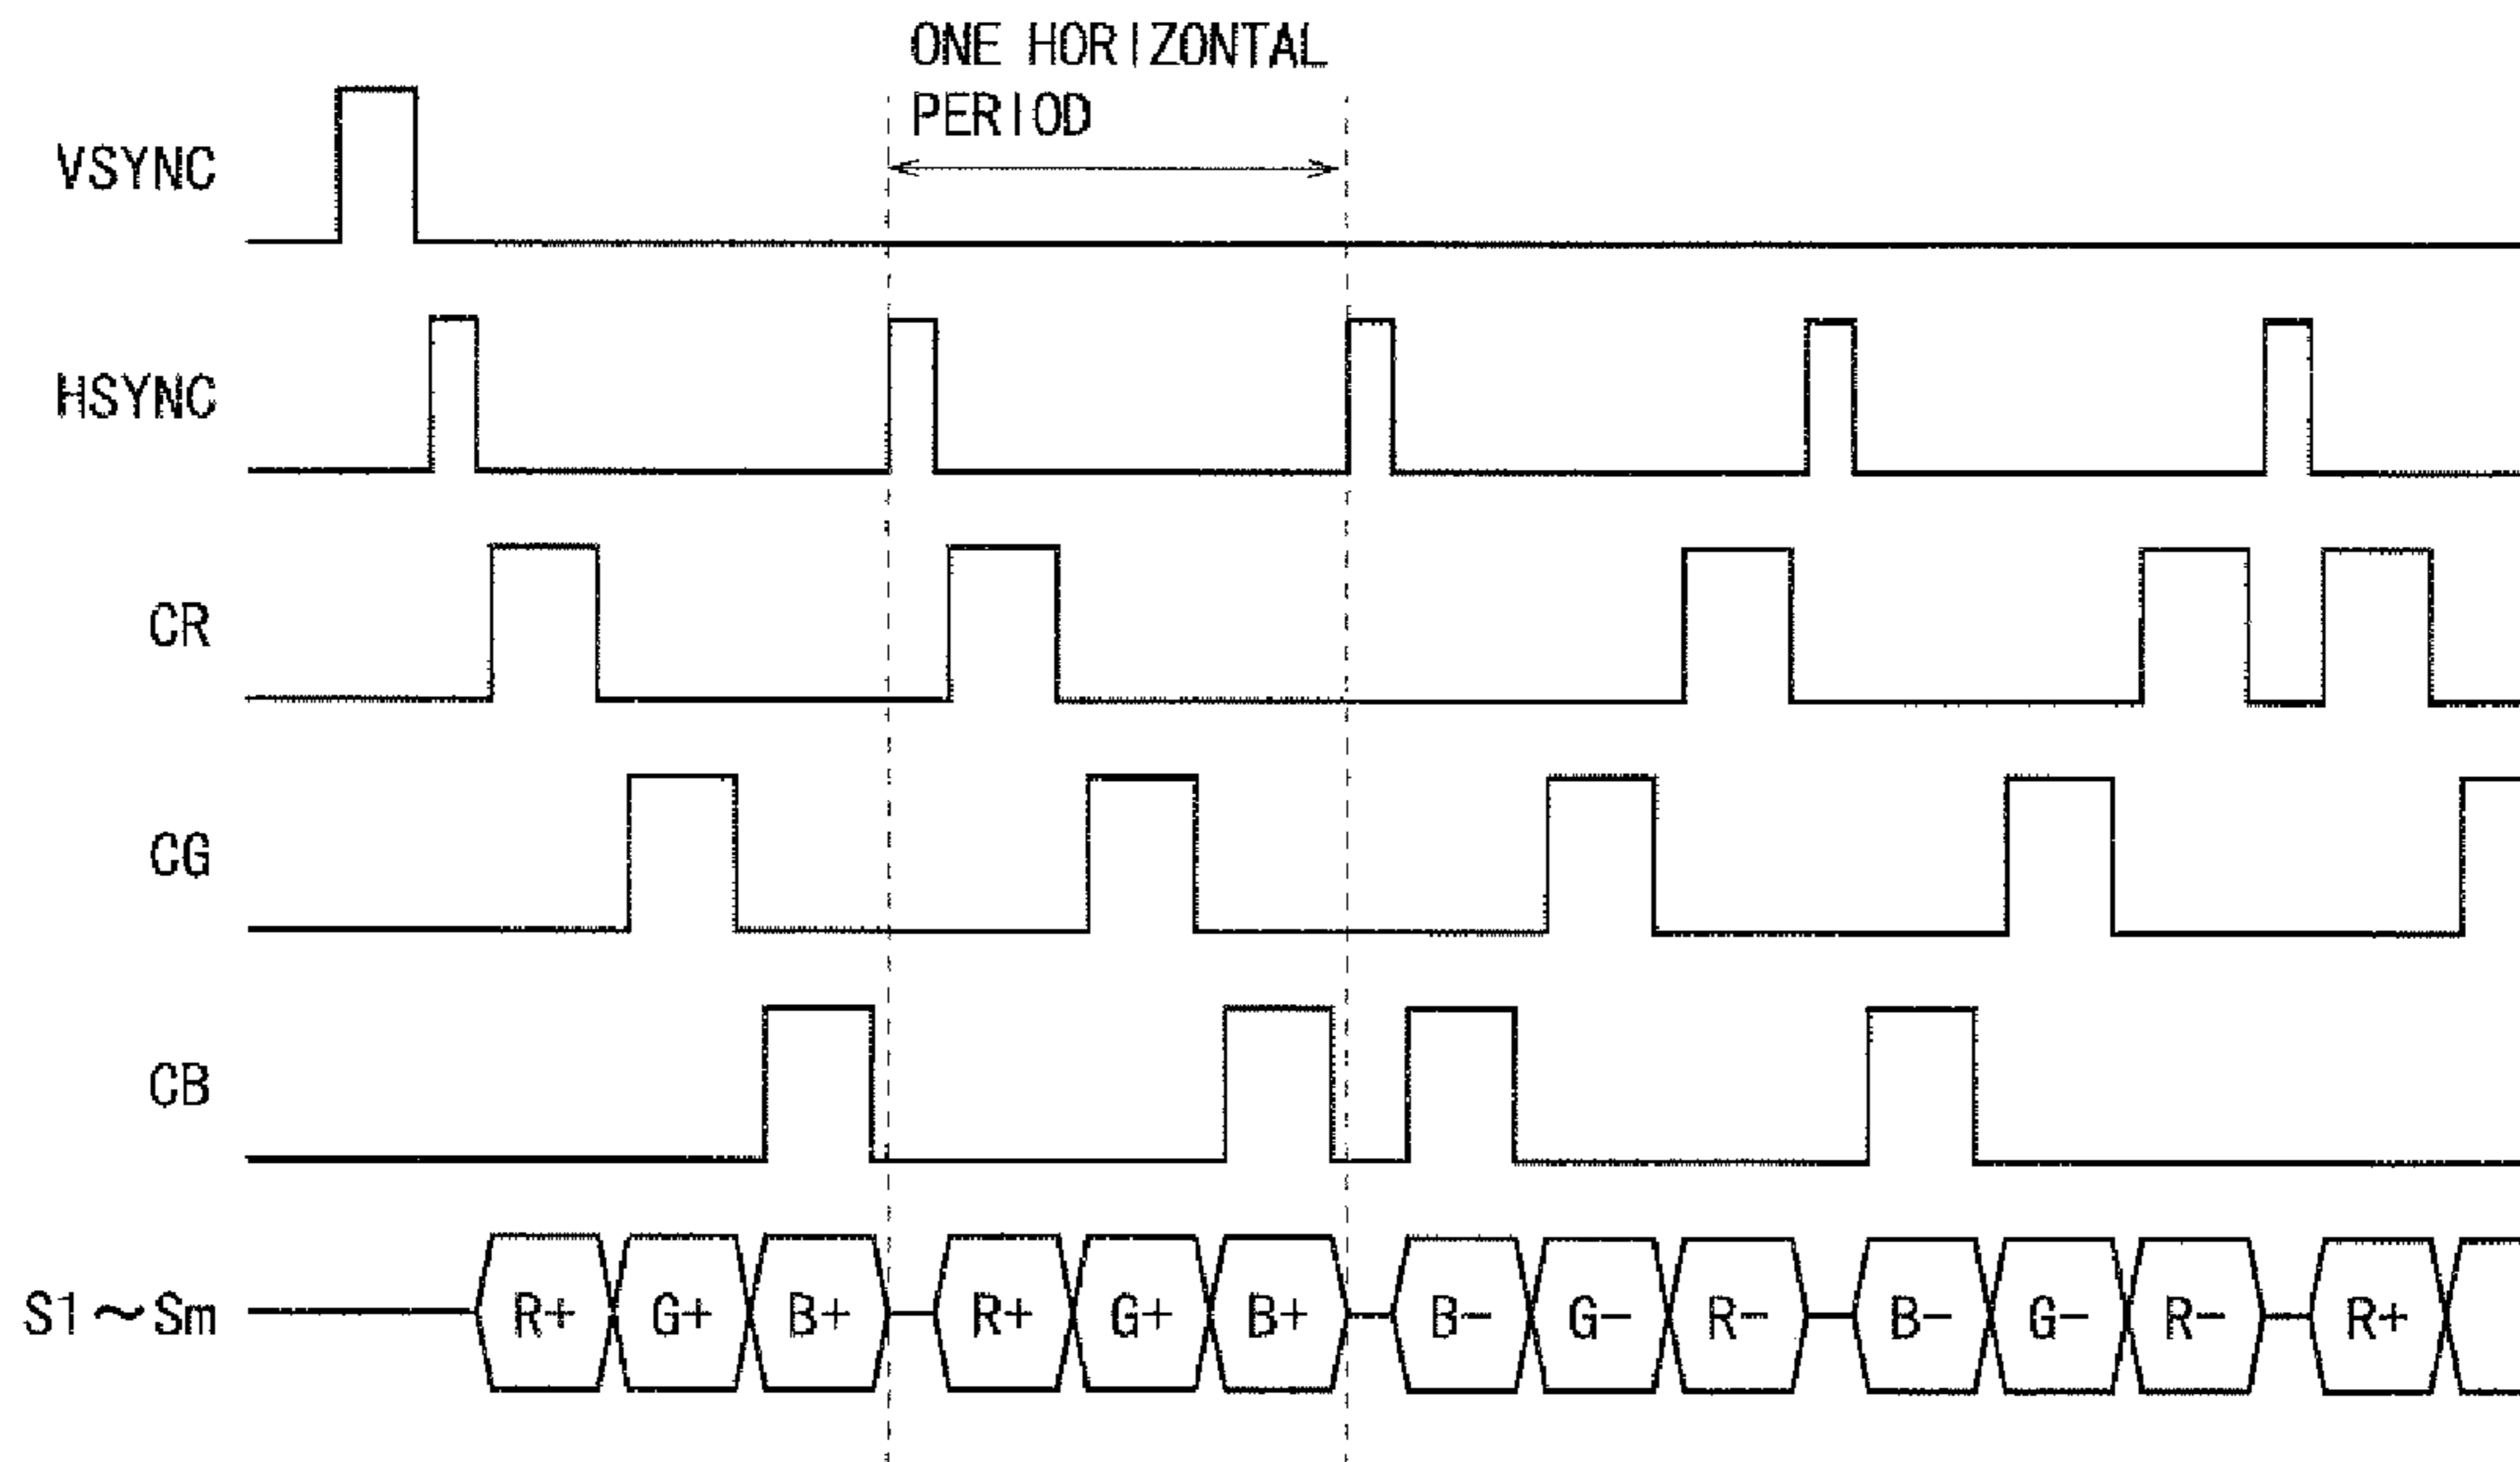 ONE HORIZONTAL
PERIOD
VSYNC
HSYNC
CR
CG
CB
S1〜Sm R+ G+ B+ R+ G+ B+ B- G- R- B- G- R- R+